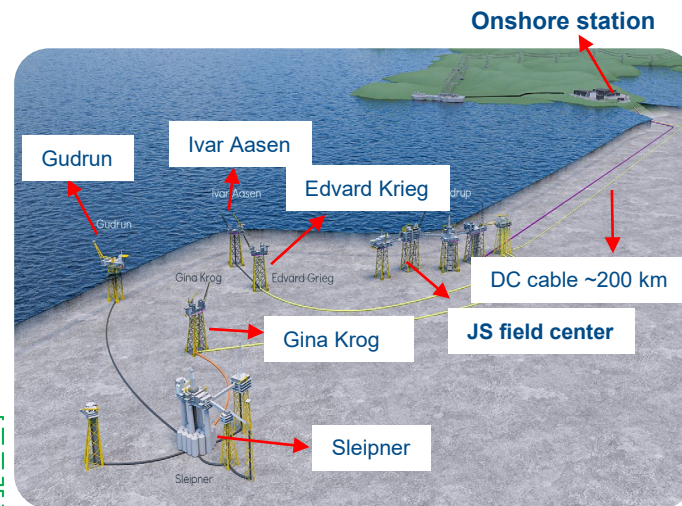 Onshore station
Ivar Aasen
Gudrun
Edvard Krieg
Ivar Aasen
drup
Gudrun
Gina Krog
Edvard Grieg
DC cable ~200 km
JS field center
Gina Krog
Sleipner
Sleipner